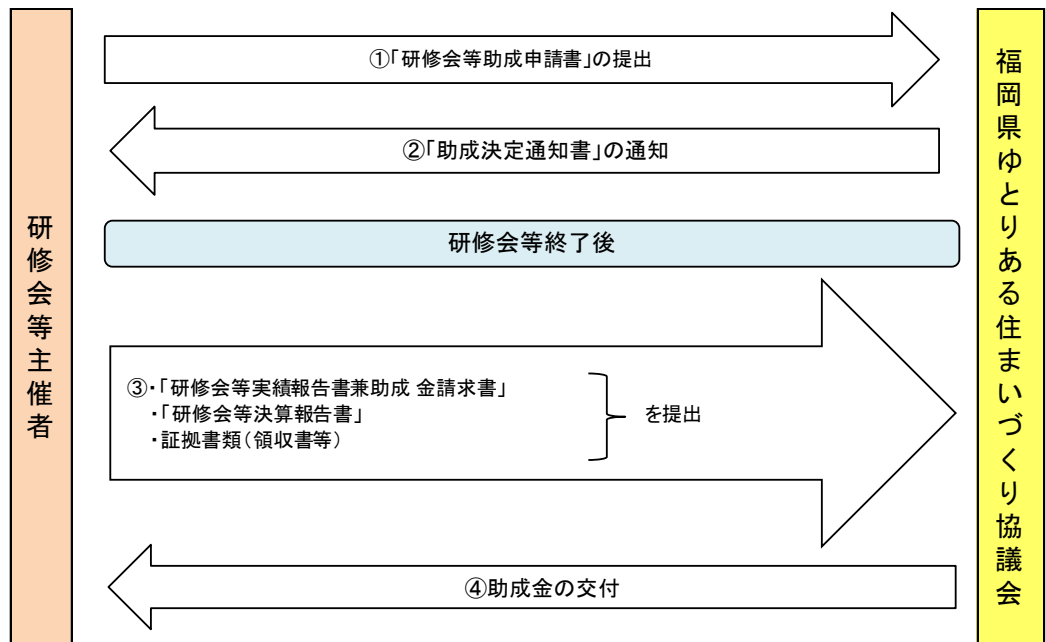 研修会等主催者
①「研修会等助成申請書」の提出
②「助成決定通知書」の通知
研修会等終了後
③・「研修会等実績報告書兼助成 金請求書」
・「研修会等決算報告書」
・証拠書類（領収書等）
を提出
④助成金の交付
福岡県ゆとりある住まいづくり協議会